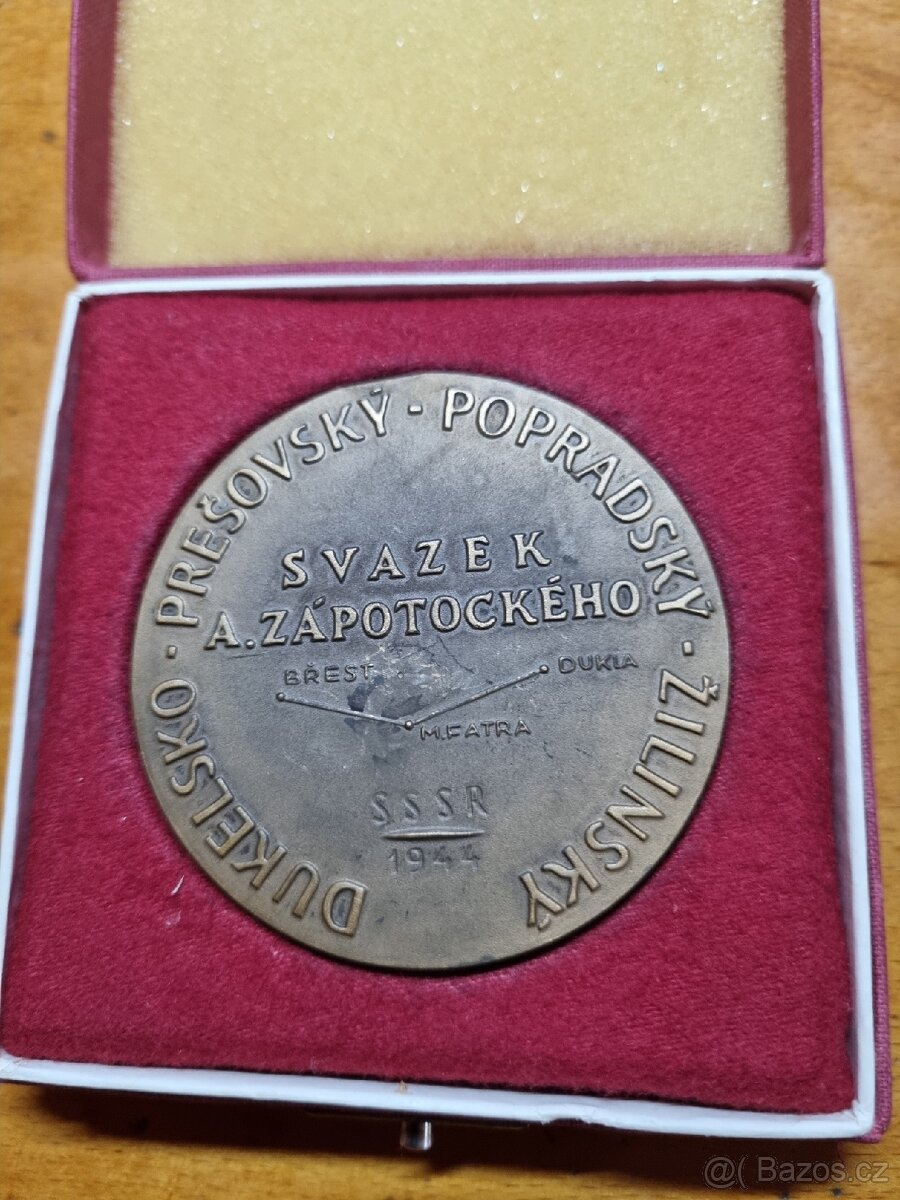 DUKELSKO - PREŠOVSKÝ - POPRADSKÝ - ŽILINSKÝ
SVAZEK
A. ZÁPOTOCKÉHO
BŘEST
DUKLA
M.FATRA
SSSR
1944
@( Bazos.cz